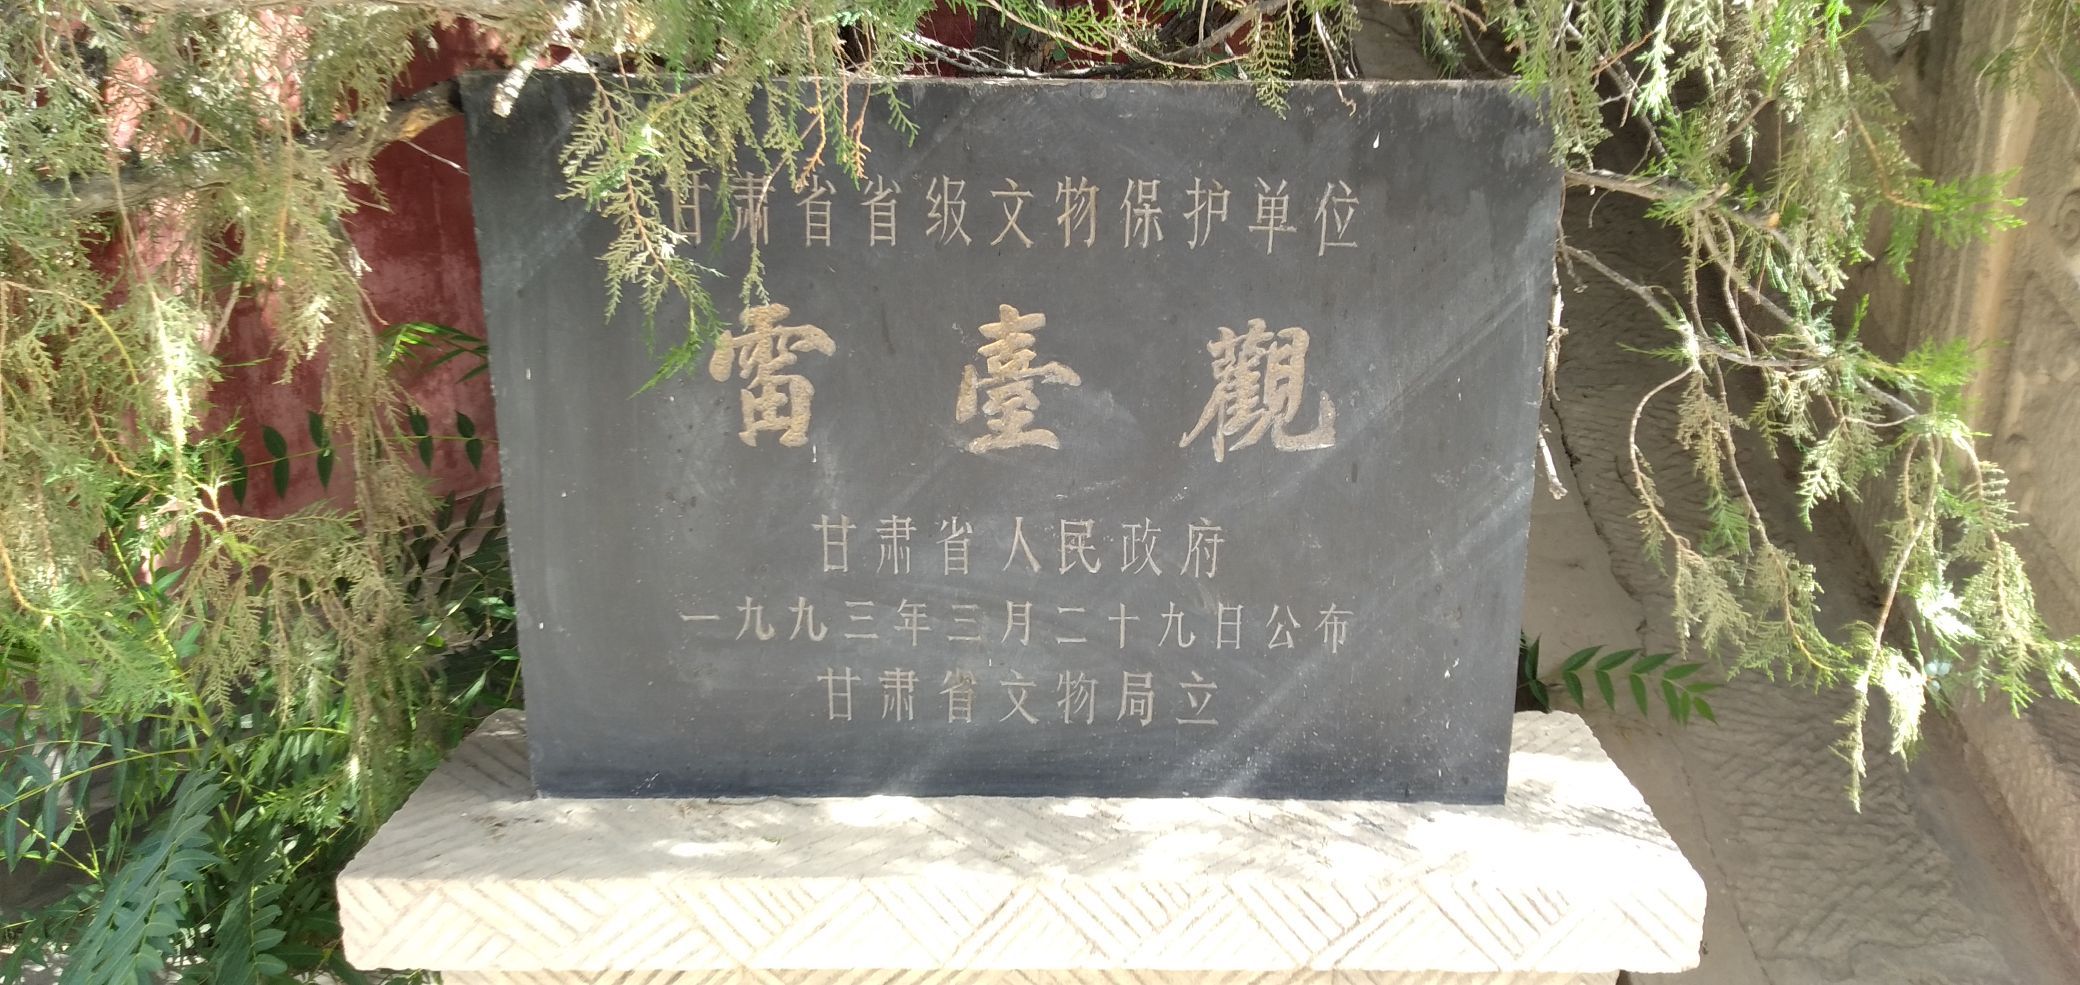 甘肃省省级文物保护单位
雷臺觀
甘肃省人民政府
一九九三年三月二十九日公布
甘肃省文物局立